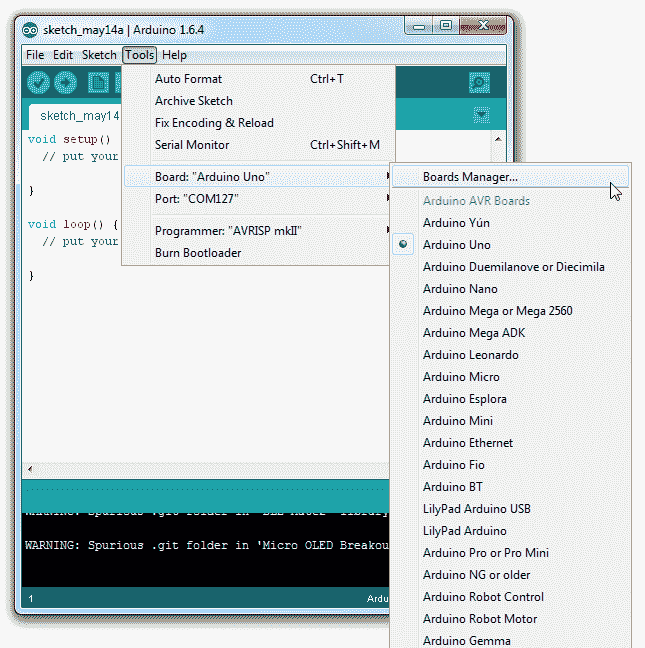 sketch_may14a | Arduino 1.6.4
File Edit Sketch Tools Help
Auto Format Ctrl+T
Archive Sketch
Fix Encoding & Reload
Serial Monitor Ctrl+Shift+M
Board: "Arduino Uno"
Port: "COM127"
Programmer: "AVRISP mkII"
Burn Bootloader
Boards Manager...
Arduino AVR Boards
Arduino Yún
Arduino Uno
Arduino Duemilanove or Diecimila
Arduino Nano
Arduino Mega or Mega 2560
Arduino Mega ADK
Arduino Leonardo
Arduino Micro
Arduino Esplora
Arduino Mini
Arduino Ethernet
Arduino Fio
Arduino BT
LilyPad Arduino USB
LilyPad Arduino
Arduino Pro or Pro Mini
Arduino NG or older
Arduino Robot Control
Arduino Robot Motor
Arduino Gemma
sketch_may14
void setup()
// put your
}
void loop() {
// put your
}
WARNING: Spurious .git folder in
WARNING: Spurious .git folder in 'Micro OLED Breakou
1 Ardu